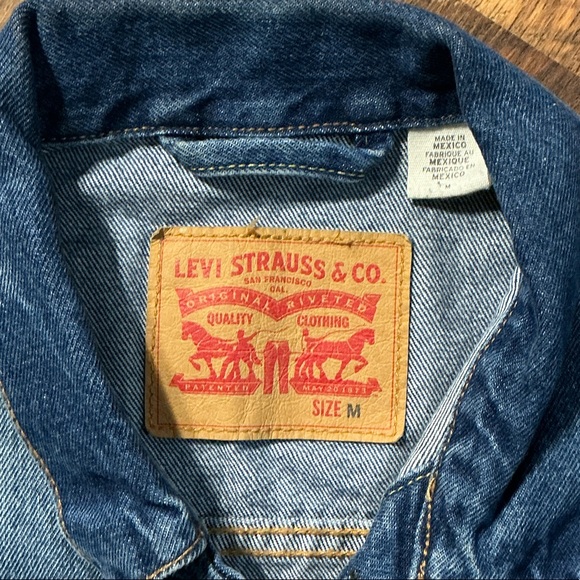 MADE IN
MEXICO
FABRIQUE AU
MEXIQUE
FABRICADO EN
MEXICO
M
LEVI STRAUSS & CO.
SAN FRANCISCO
CAL.
ORIGINAL RIVETED
QUALITY CLOTHING
PATENTED MAY 20 1873
SIZE M